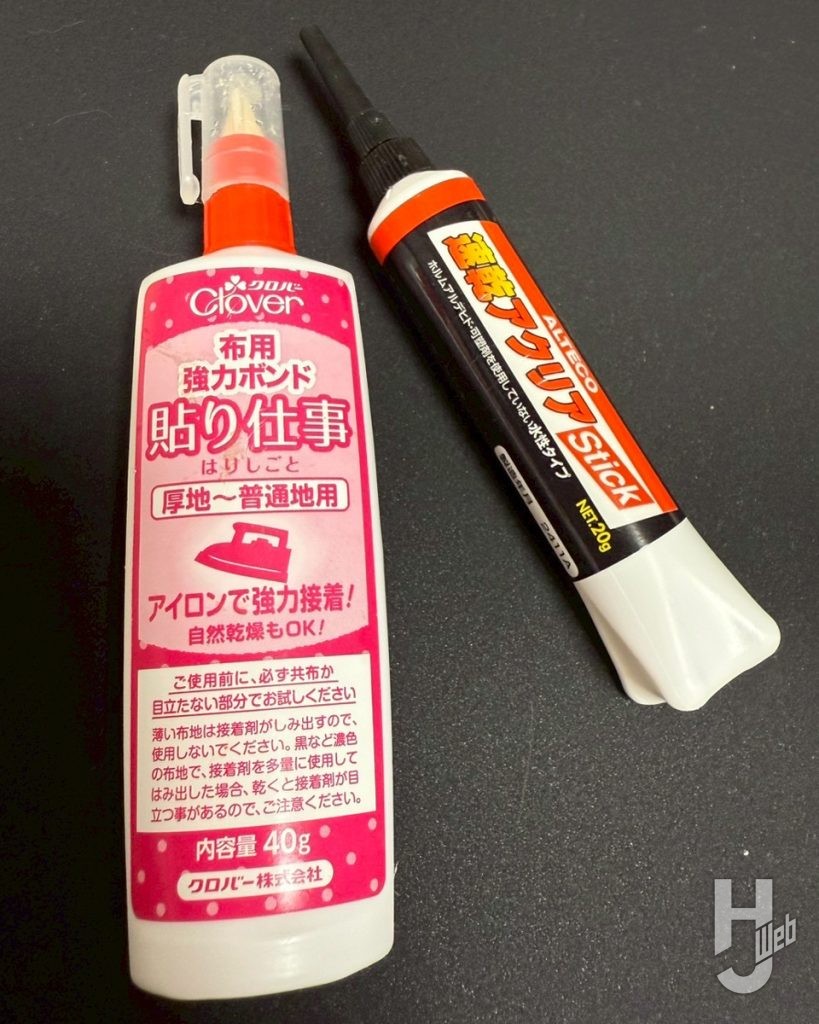 クロバー
Clover
布用
強力ボンド
貼り仕事
はりしごと
厚地〜普通地用
アイロンで強力接着!
自然乾燥もOK!
ご使用前に、必ず共布か
目立たない部分でお試しください
薄い布地は接着剤がしみ出すので、
使用しないでください。黒など濃色
の布地で、接着剤を多量に使用して
はみ出した場合、乾くと接着剤が目
立つ事があるので、ご注意ください。
内容量 40g
クロバー株式会社
ALTECO
速乾アクリア
Stick
ホルムアルデヒド・可塑剤を使用していない水性タイプ
NET.20g
製造年月 2411A
HJ Web